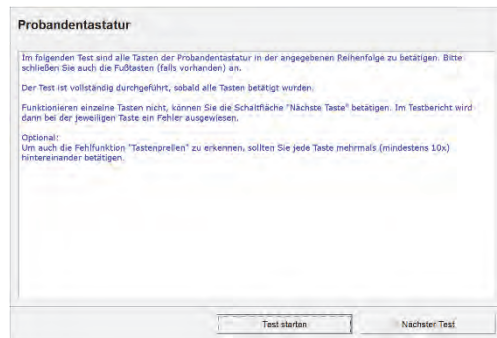 Probandentastatur
Im folgenden Test sind alle Tasten der Probandentastatur in der angegebenen Reihenfolge zu betätigen. Bitte
schließen Sie auch die Fußtasten (falls vorhanden) an.
Der Test ist vollständig durchgeführt, sobald alle Tasten betätigt wurden.
Funktionieren einzelne Tasten nicht, können Sie die Schaltfläche "Nächste Taste" betätigen. Im Testbericht wird
dann bei der jeweiligen Taste ein Fehler ausgewiesen.
Optional:
Um auch die Fehlfunktion "Tastenprellen" zu erkennen, sollten Sie jede Taste mehrmals (mindestens 10x)
hintereinander betätigen.
Test starten
Nächster Test